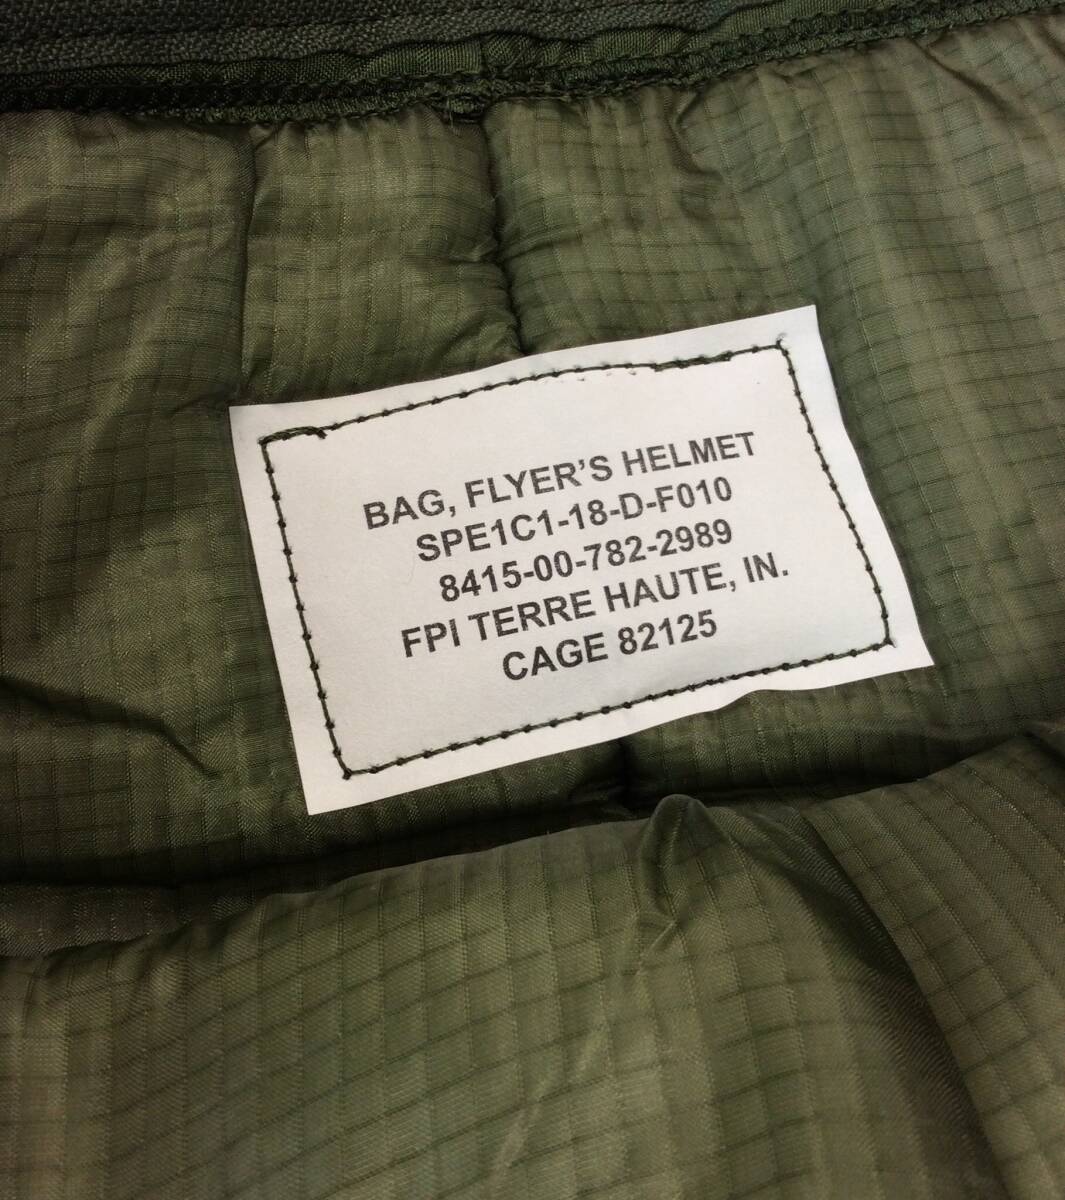 BAG, FLYER'S HELMET
SPE1C1-18-D-F010
8415-00-782-2989
FPI TERRE HAUTE, IN.
CAGE 82125